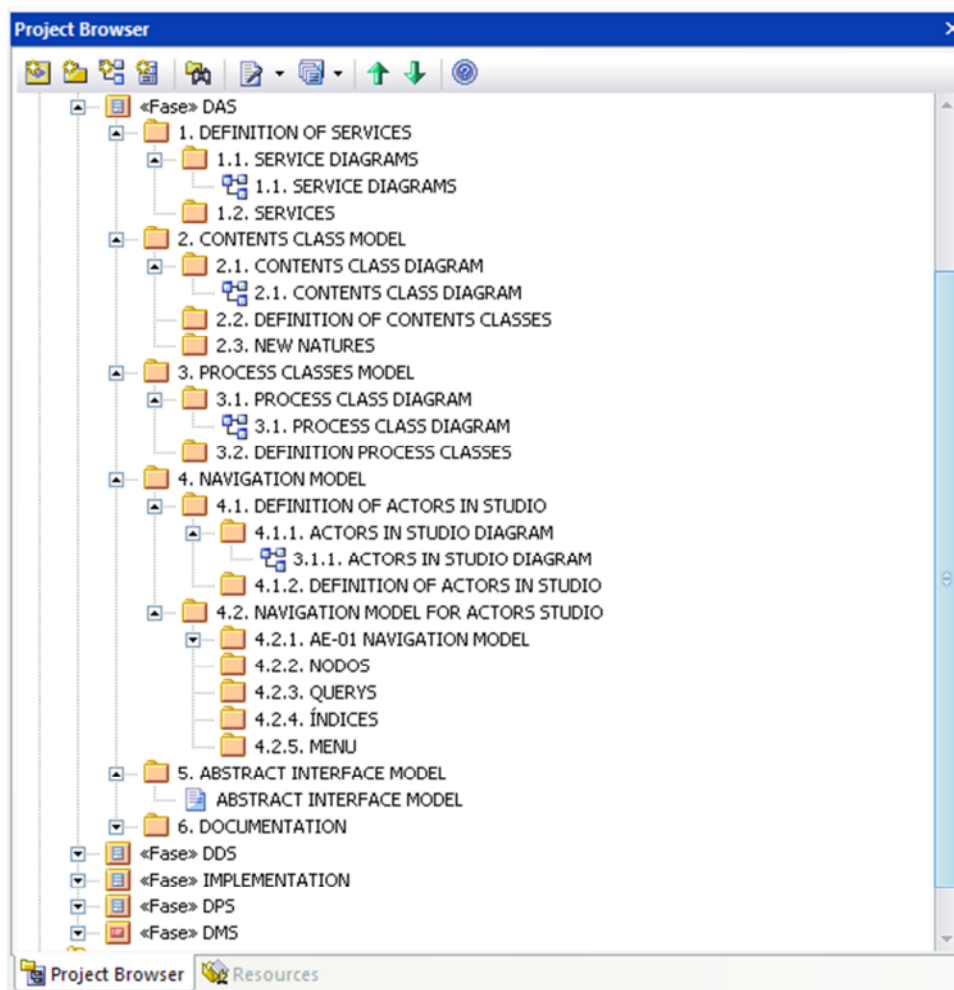 Project Browser
«Fase» DAS
1. DEFINITION OF SERVICES
1.1. SERVICE DIAGRAMS
1.1. SERVICE DIAGRAMS
1.2. SERVICES
2. CONTENTS CLASS MODEL
2.1. CONTENTS CLASS DIAGRAM
2.1. CONTENTS CLASS DIAGRAM
2.2. DEFINITION OF CONTENTS CLASSES
2.3. NEW NATURES
3. PROCESS CLASSES MODEL
3.1. PROCESS CLASS DIAGRAM
3.1. PROCESS CLASS DIAGRAM
3.2. DEFINITION PROCESS CLASSES
4. NAVIGATION MODEL
4.1. DEFINITION OF ACTORS IN STUDIO
4.1.1. ACTORS IN STUDIO DIAGRAM
3.1.1. ACTORS IN STUDIO DIAGRAM
4.1.2. DEFINITION OF ACTORS IN STUDIO
4.2. NAVIGATION MODEL FOR ACTORS STUDIO
4.2.1. AE-01 NAVIGATION MODEL
4.2.2. NODOS
4.2.3. QUERYS
4.2.4. ÍNDICES
4.2.5. MENU
5. ABSTRACT INTERFACE MODEL
ABSTRACT INTERFACE MODEL
6. DOCUMENTATION
«Fase» DDS
«Fase» IMPLEMENTATION
«Fase» DPS
«Fase» DMS
Project Browser Resources